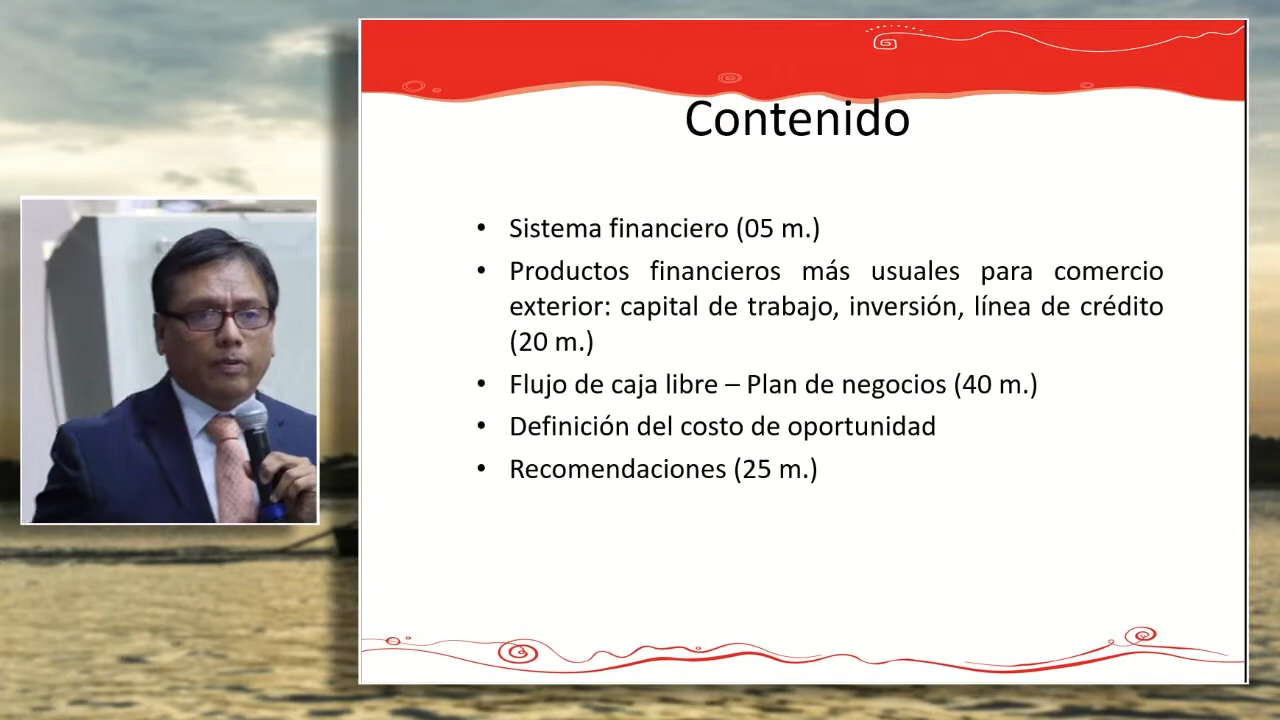 Contenido
• Sistema financiero (05 m.)
• Productos financieros más usuales para comercio
exterior: capital de trabajo, inversión, línea de crédito
(20 m.)
• Flujo de caja libre – Plan de negocios (40 m.)
• Definición del costo de oportunidad
• Recomendaciones (25 m.)